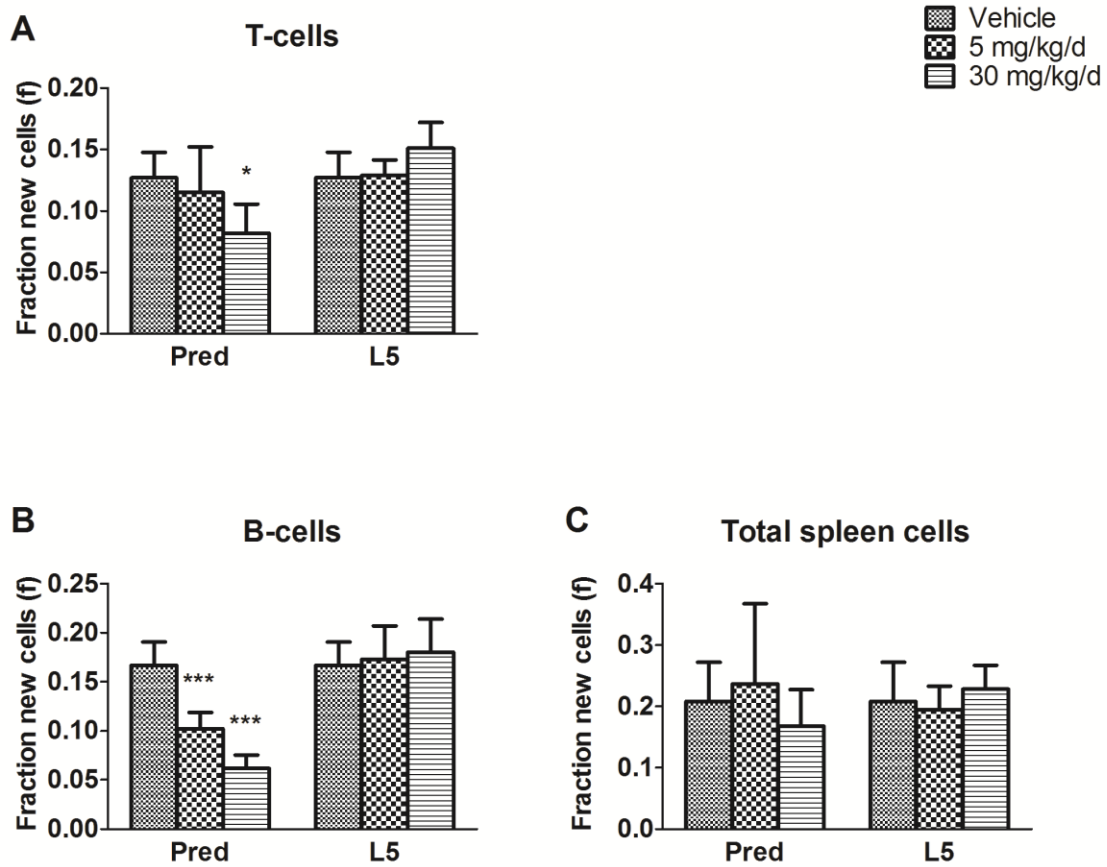 Vehicle
5 mg/kg/d
30 mg/kg/d
A
T-cells
Fraction new cells (f)
0.20
0.15
0.10
0.05
0.00
*
Pred
L5
B
B-cells
Fraction new cells (f)
0.25
0.20
0.15
0.10
0.05
0.00
***
***
Pred
L5
C
Total spleen cells
Fraction new cells (f)
0.4
0.3
0.2
0.1
0.0
Pred
L5